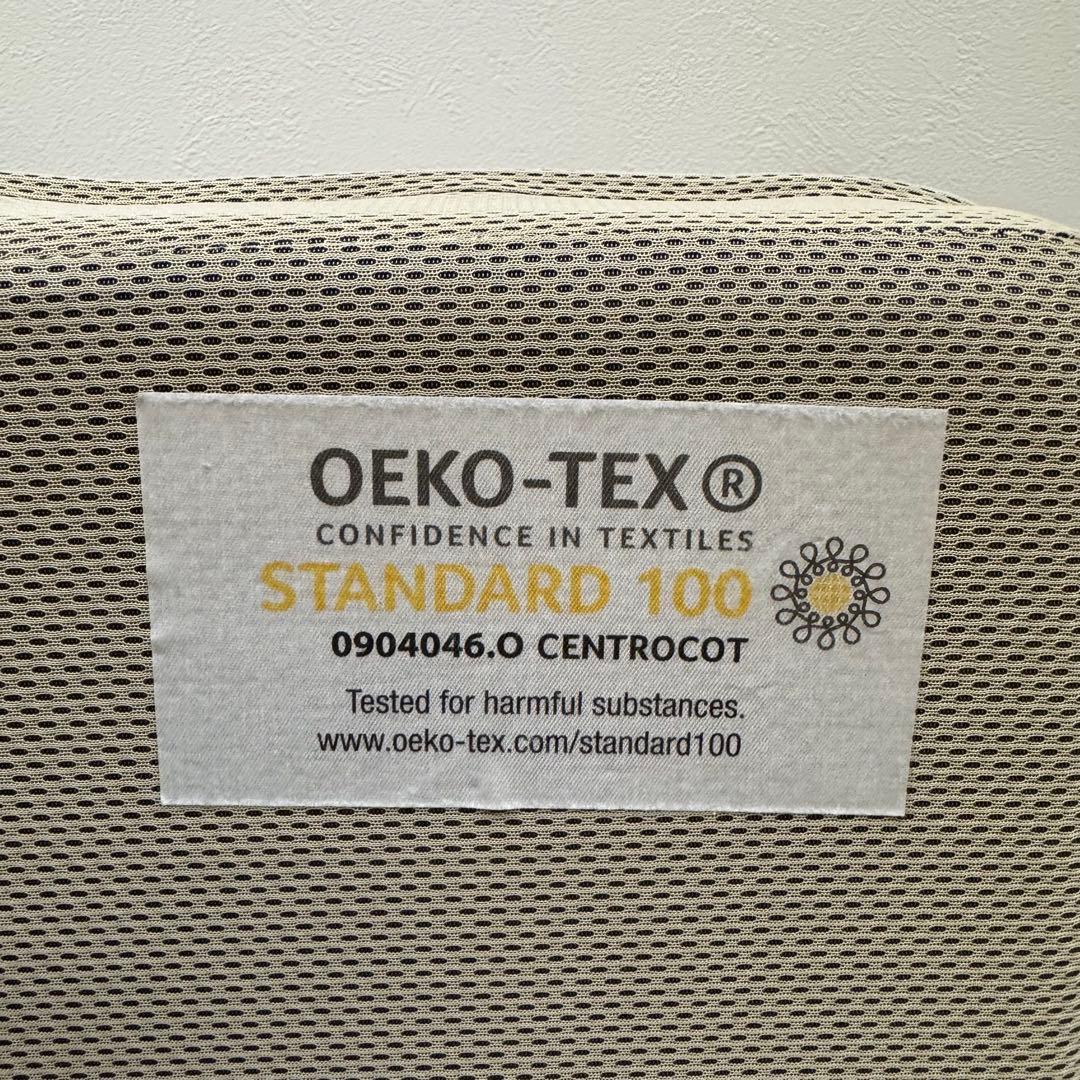 OEKO-TEX®
CONFIDENCE IN TEXTILES
STANDARD 100
0904046.O CENTROCOT
Tested for harmful substances.
www.oeko-tex.com/standard100